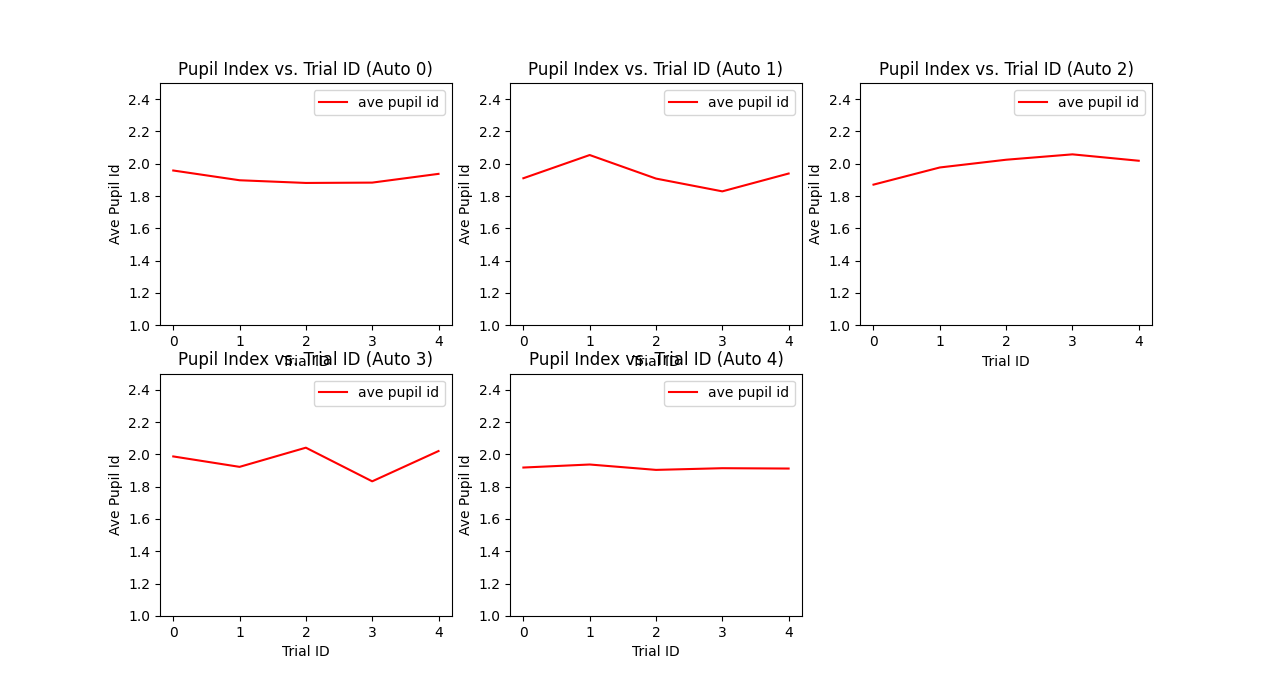 Pupil Index vs. Trial ID (Auto 0)
ave pupil id
2.4
2.2
2.0
1.8
1.6
1.4
1.2
1.0
Ave Pupil Id
0 1 2 3 4
Trial ID
Pupil Index vs. Trial ID (Auto 1)
ave pupil id
2.4
2.2
2.0
1.8
1.6
1.4
1.2
1.0
Ave Pupil Id
0 1 2 3 4
Trial ID
Pupil Index vs. Trial ID (Auto 2)
ave pupil id
2.4
2.2
2.0
1.8
1.6
1.4
1.2
1.0
Ave Pupil Id
0 1 2 3 4
Trial ID
Pupil Index vs. Trial ID (Auto 3)
ave pupil id
2.4
2.2
2.0
1.8
1.6
1.4
1.2
1.0
Ave Pupil Id
0 1 2 3 4
Trial ID
Pupil Index vs. Trial ID (Auto 4)
ave pupil id
2.4
2.2
2.0
1.8
1.6
1.4
1.2
1.0
Ave Pupil Id
0 1 2 3 4
Trial ID